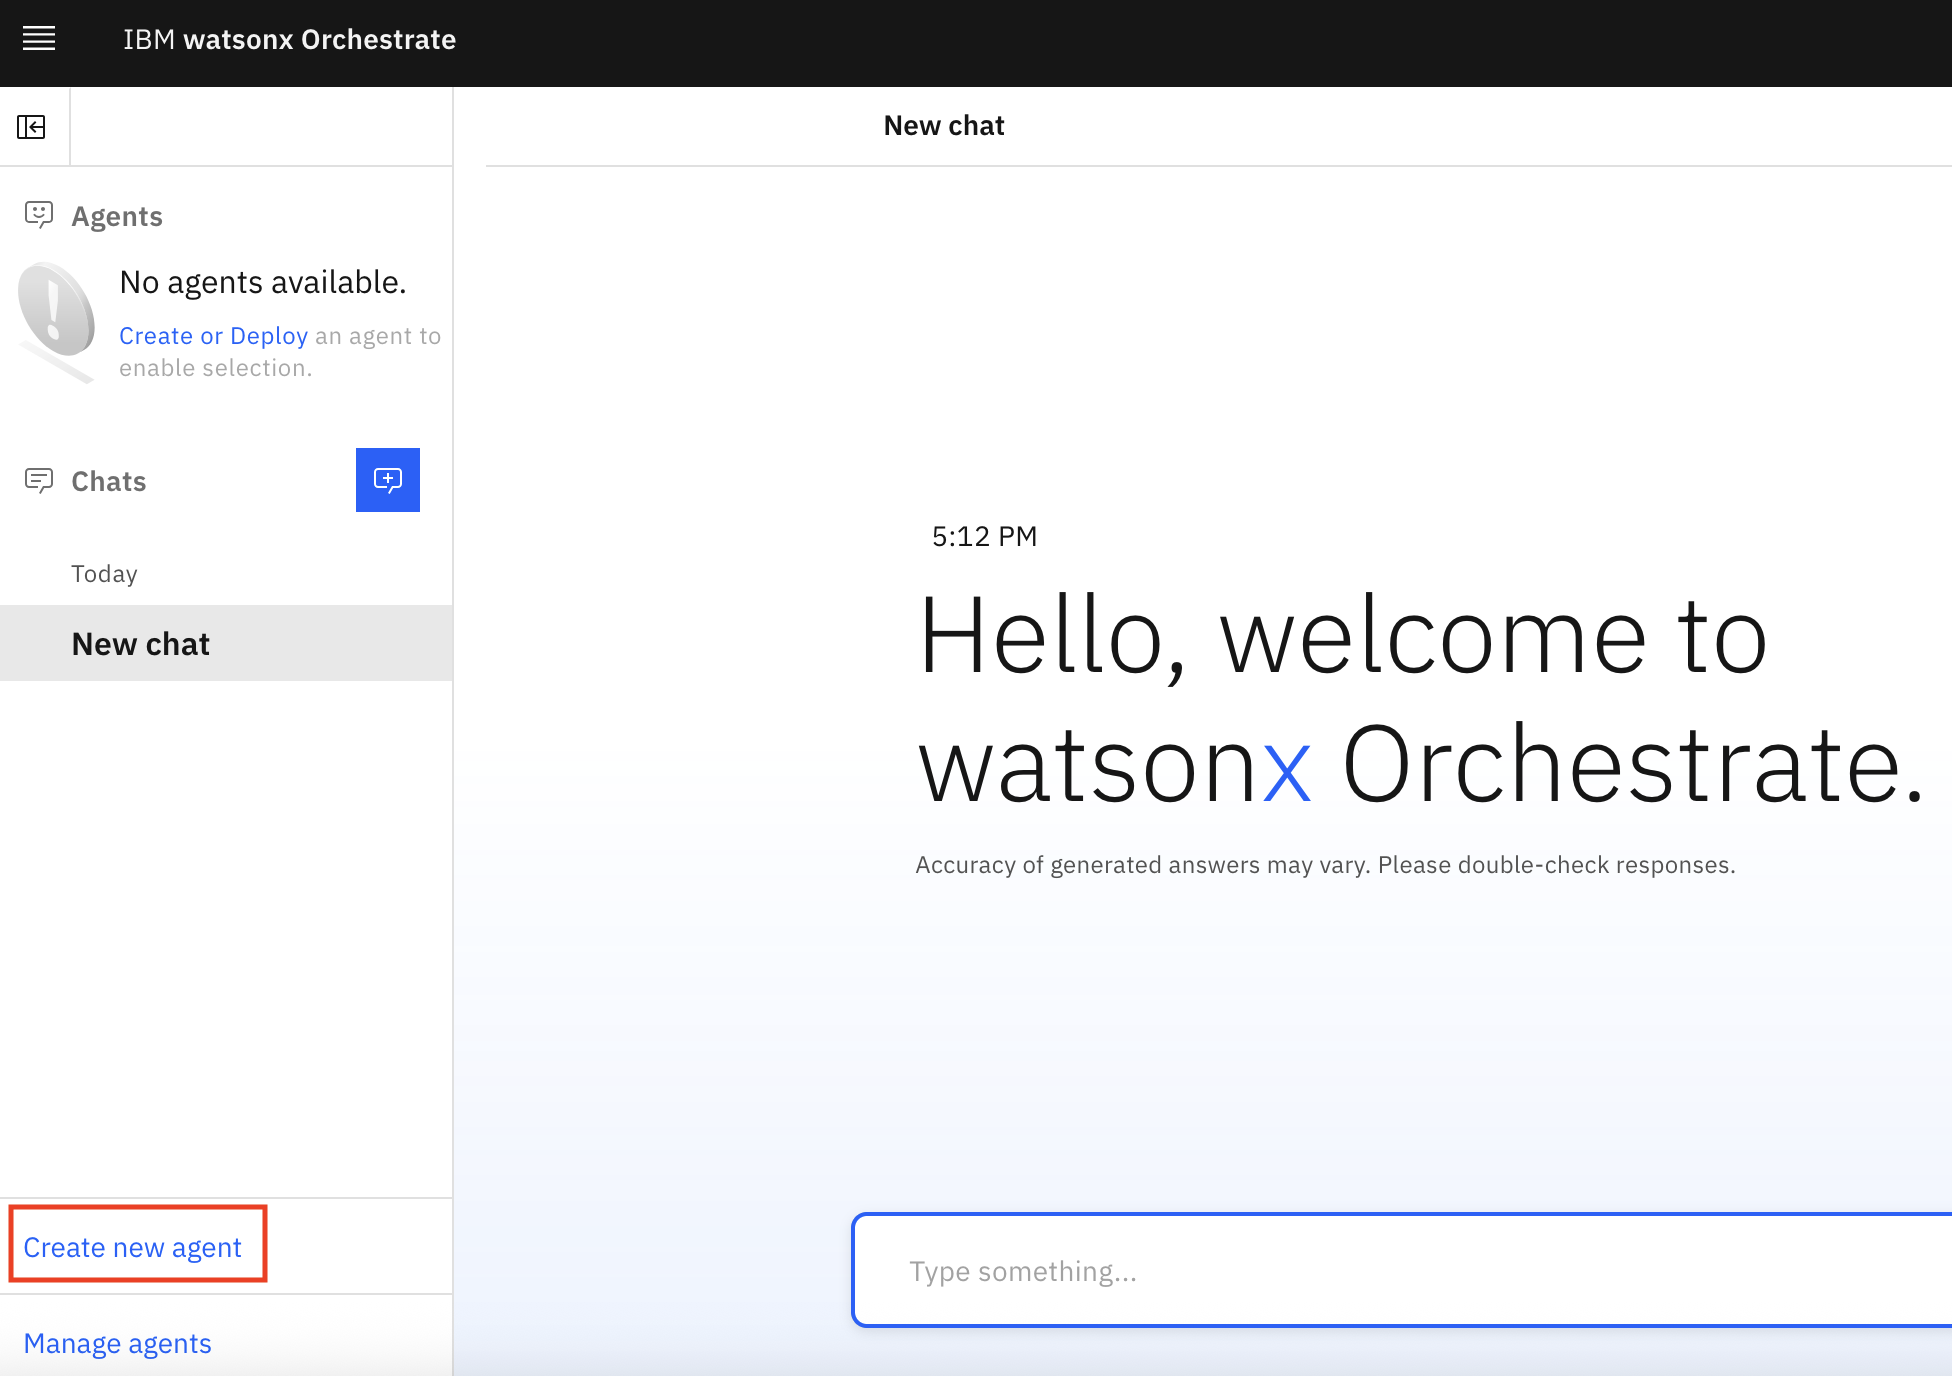 IBM watsonx Orchestrate
New chat
Agents
No agents available.
Create or Deploy an agent to
enable selection.
Chats
Today
New chat
5:12 PM
Hello, welcome to
watsonx Orchestrate.
Accuracy of generated answers may vary. Please double-check responses.
Type something...
Create new agent
Manage agents